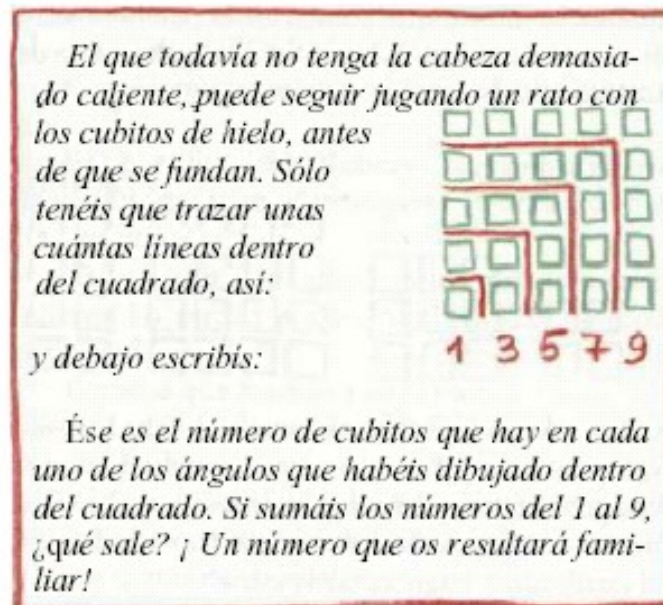 El que todavía no tenga la cabeza demasia-
do caliente, puede seguir jugando un rato con
los cubitos de hielo, antes
de que se fundan. Sólo
tenéis que trazar unas
cuántas líneas dentro
del cuadrado, así:
y debajo escribís:
1 3 5 7 9
Ése es el número de cubitos que hay en cada
uno de los ángulos que habéis dibujado dentro
del cuadrado. Si sumáis los números del 1 al 9,
¿qué sale? ¡ Un número que os resultará fami-
liar!